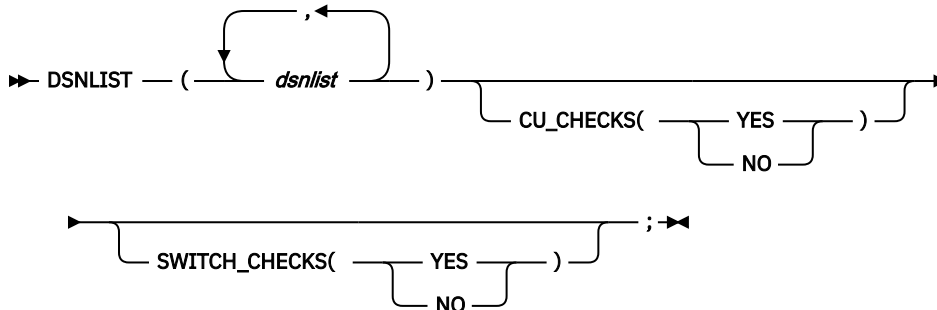 ,
DSNLIST ( dsnlist )
CU_CHECKS( YES )
NO
;
SWITCH_CHECKS( YES )
NO